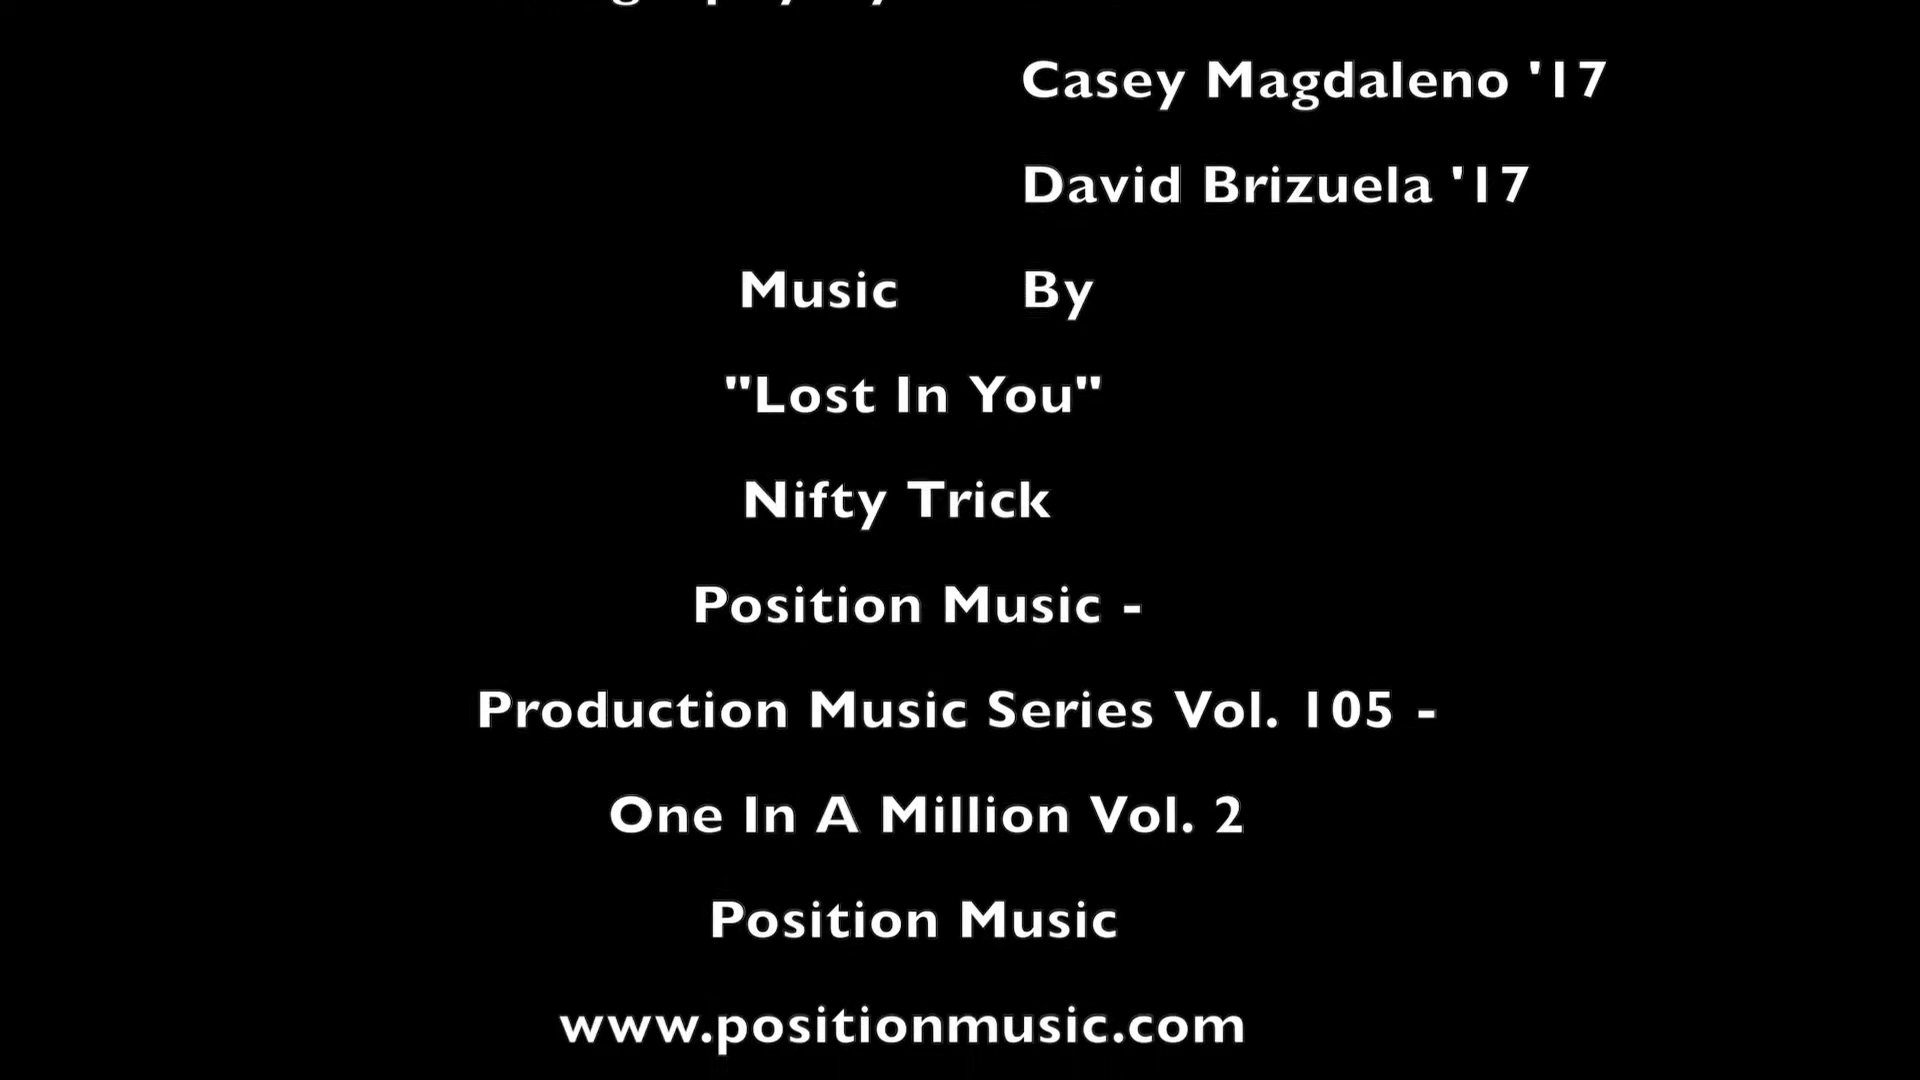 Casey Magdaleno '17
David Brizuela '17
Music By
"Lost In You"
Nifty Trick
Position Music -
Production Music Series Vol. 105 -
One In A Million Vol. 2
Position Music
www.positionmusic.com